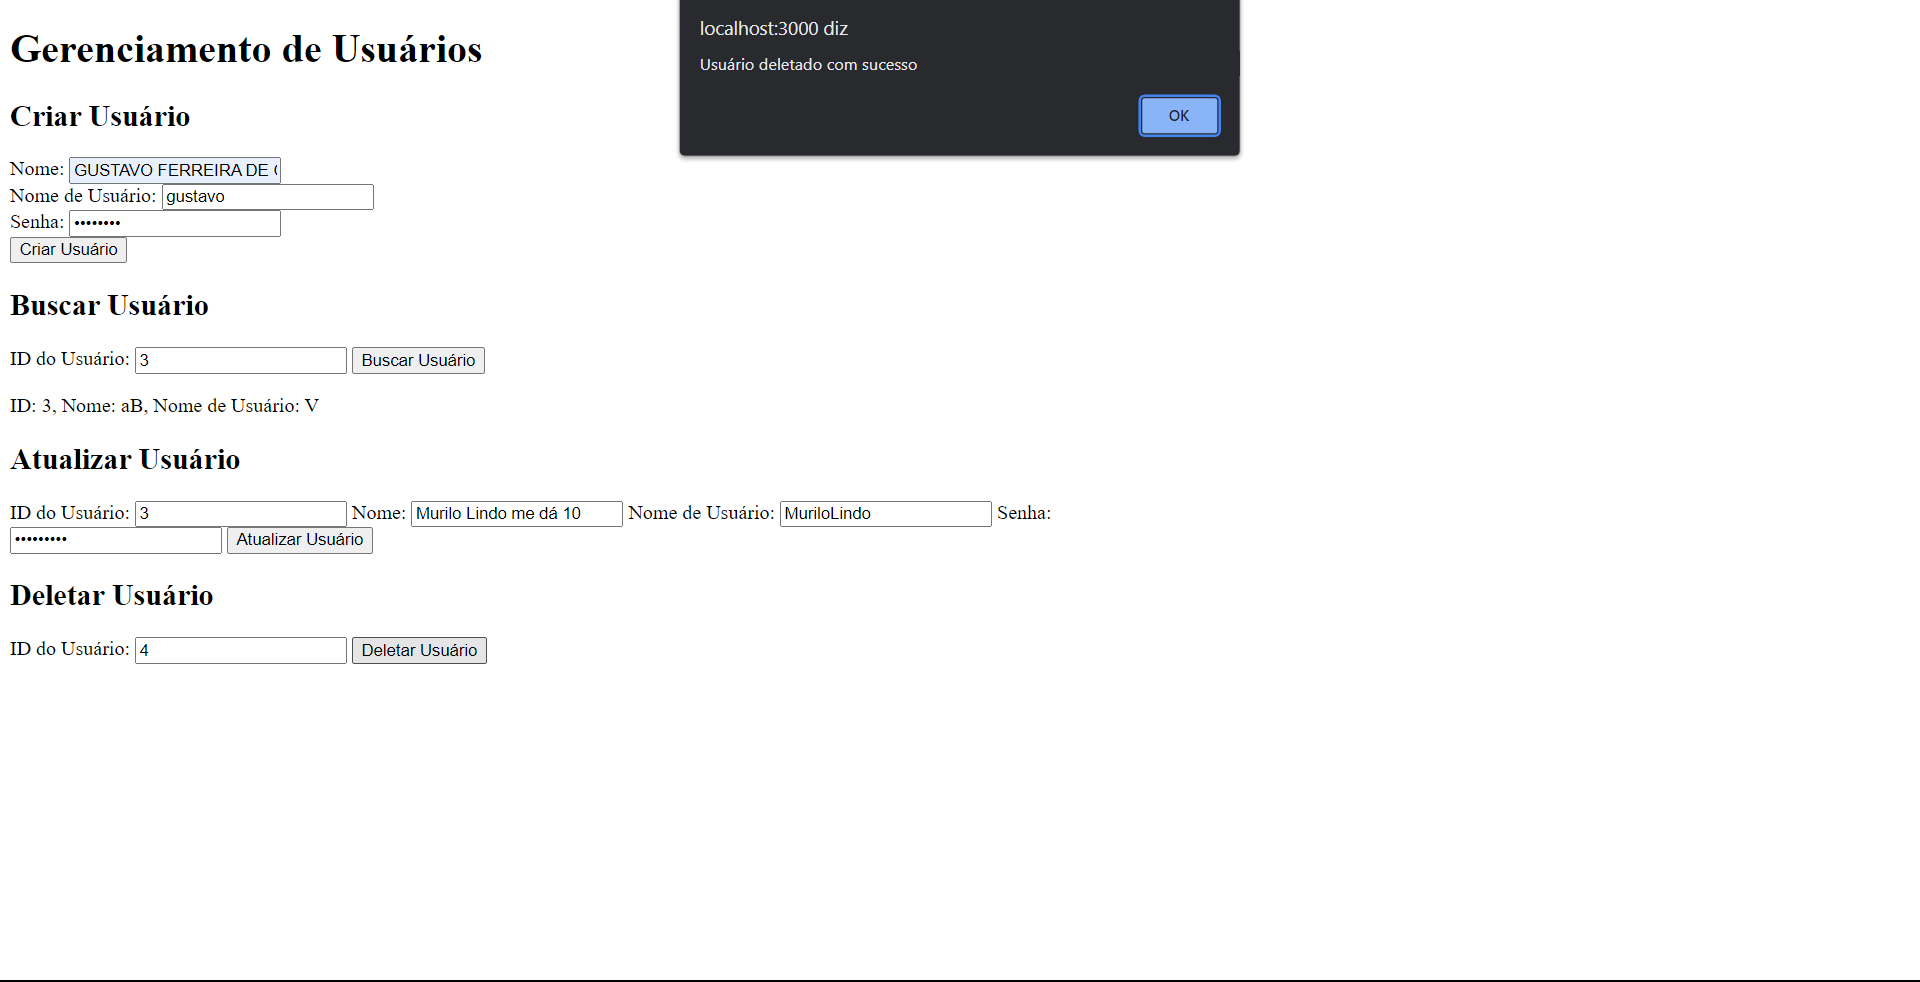 localhost:3000 diz
Usuário deletado com sucesso
OK
Gerenciamento de Usuários
Criar Usuário
Nome: GUSTAVO FERREIRA DE
Nome de Usuário: gustavo
Senha: ••••••••
Criar Usuário
Buscar Usuário
ID do Usuário: 3 Buscar Usuário
ID: 3, Nome: aB, Nome de Usuário: V
Atualizar Usuário
ID do Usuário: 3 Nome: Murilo Lindo me dá 10 Nome de Usuário: MuriloLindo Senha:
••••••••• Atualizar Usuário
Deletar Usuário
ID do Usuário: 4 Deletar Usuário